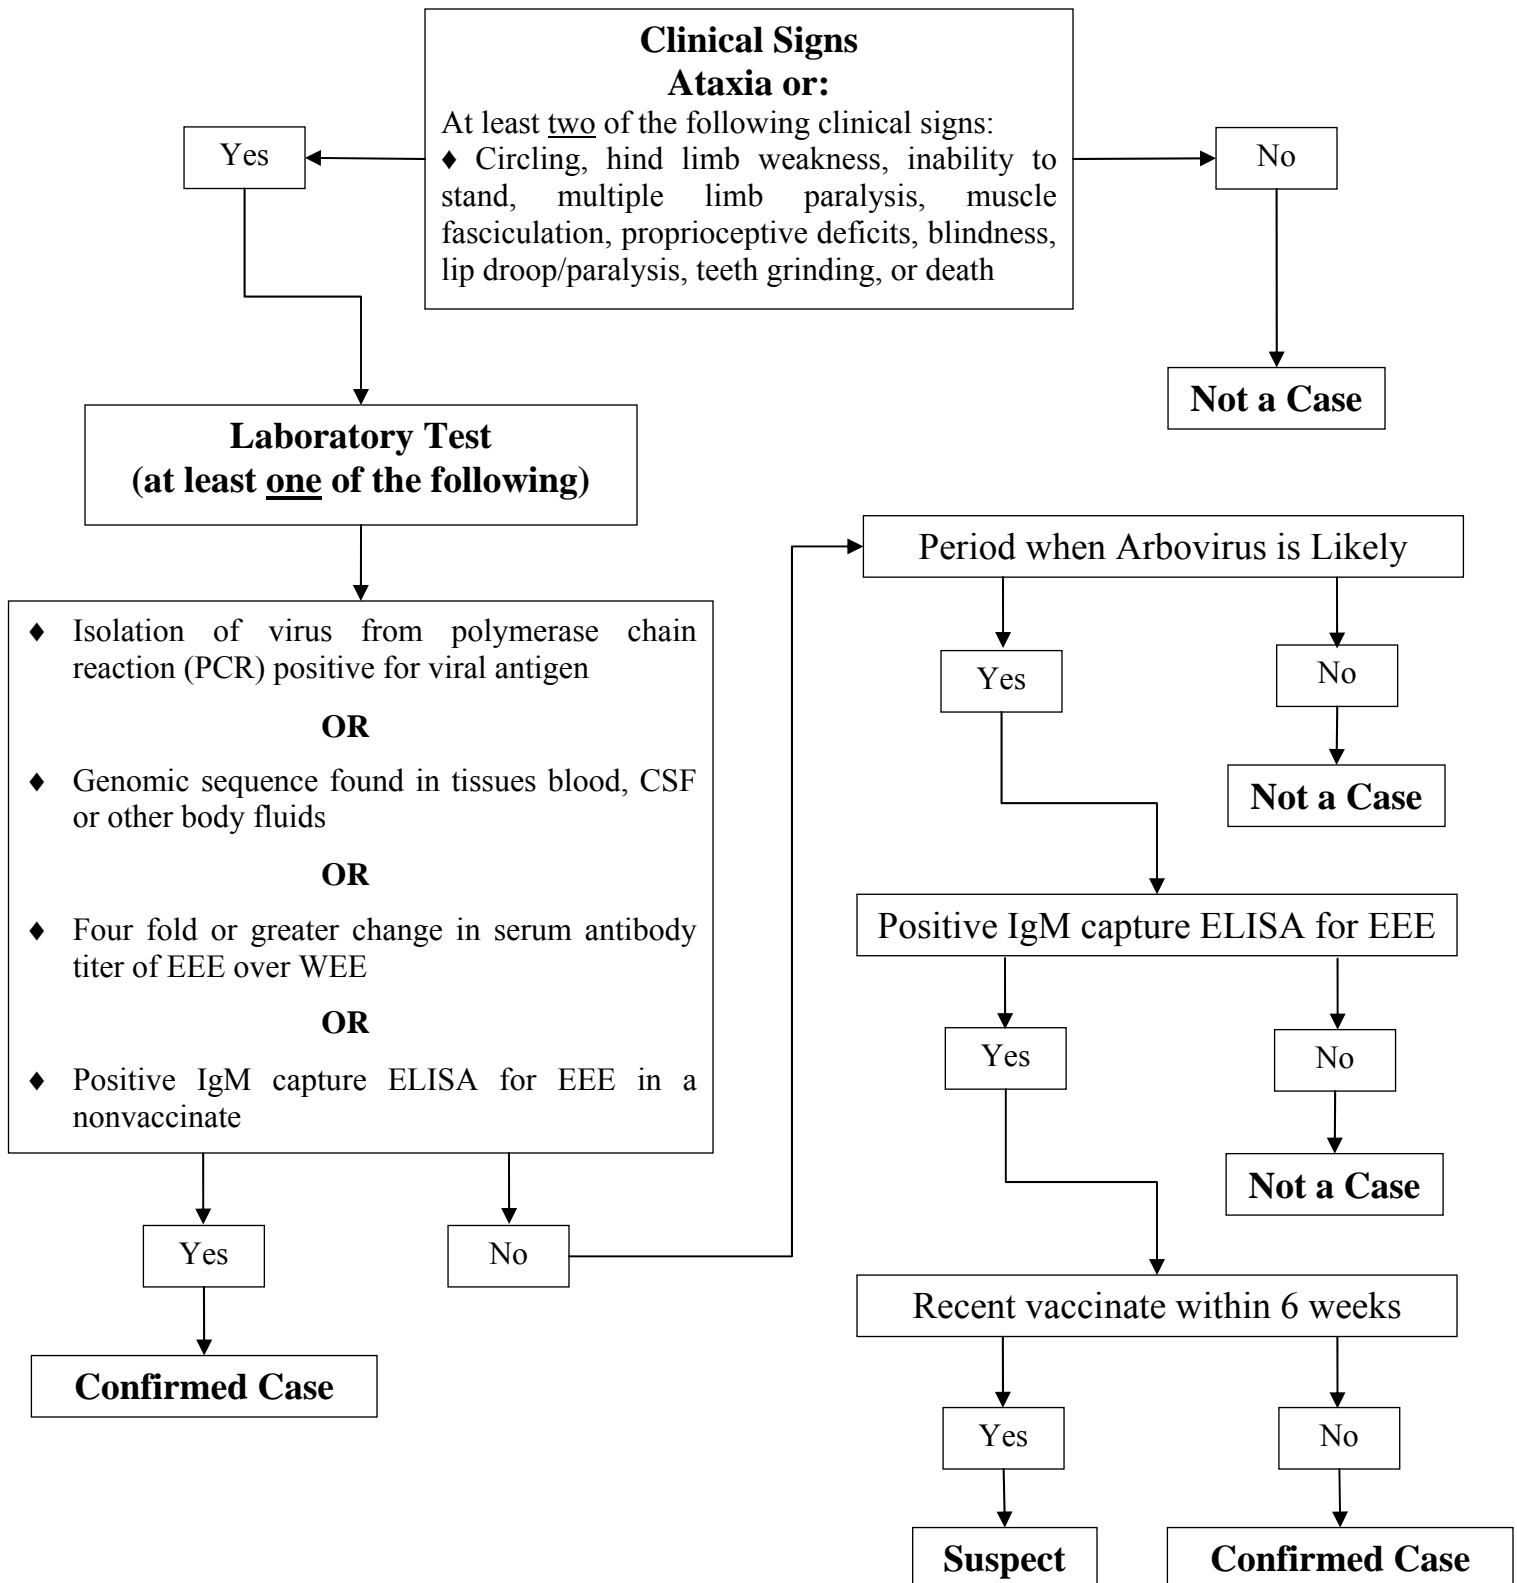 Clinical Signs
Ataxia or:
At least two of the following clinical signs:
♦ Circling, hind limb weakness, inability to
stand, multiple limb paralysis, muscle
fasciculation, proprioceptive deficits, blindness,
lip droop/paralysis, teeth grinding, or death
Yes
No
Not a Case
Laboratory Test
(at least one of the following)
♦ Isolation of virus from polymerase chain
reaction (PCR) positive for viral antigen
OR
♦ Genomic sequence found in tissues blood, CSF
or other body fluids
OR
♦ Four fold or greater change in serum antibody
titer of EEE over WEE
OR
♦ Positive IgM capture ELISA for EEE in a
nonvaccinate
Yes
No
Confirmed Case
Period when Arbovirus is Likely
Yes
No
Not a Case
Positive IgM capture ELISA for EEE
Yes
No
Not a Case
Recent vaccinate within 6 weeks
Yes
No
Suspect
Confirmed Case